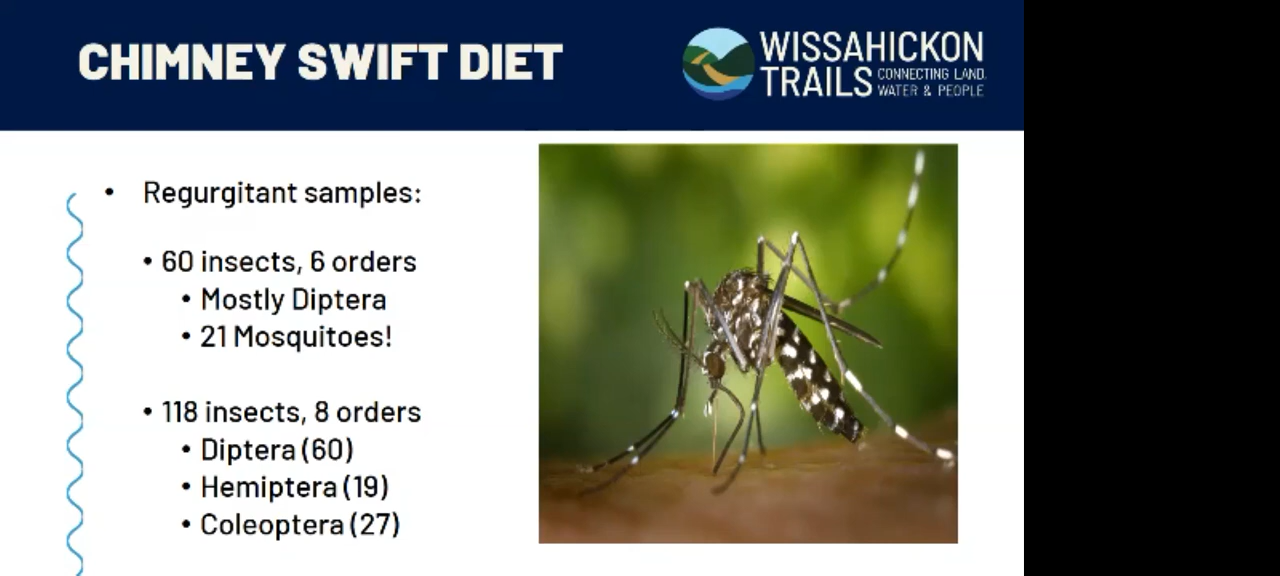 CHIMNEY SWIFT DIET
WISSAHICKON
TRAILS
CONNECTING LAND,
WATER & PEOPLE
• Regurgitant samples:
• 60 insects, 6 orders
• Mostly Diptera
• 21 Mosquitoes!
• 118 insects, 8 orders
• Diptera (60)
• Hemiptera (19)
• Coleoptera (27)